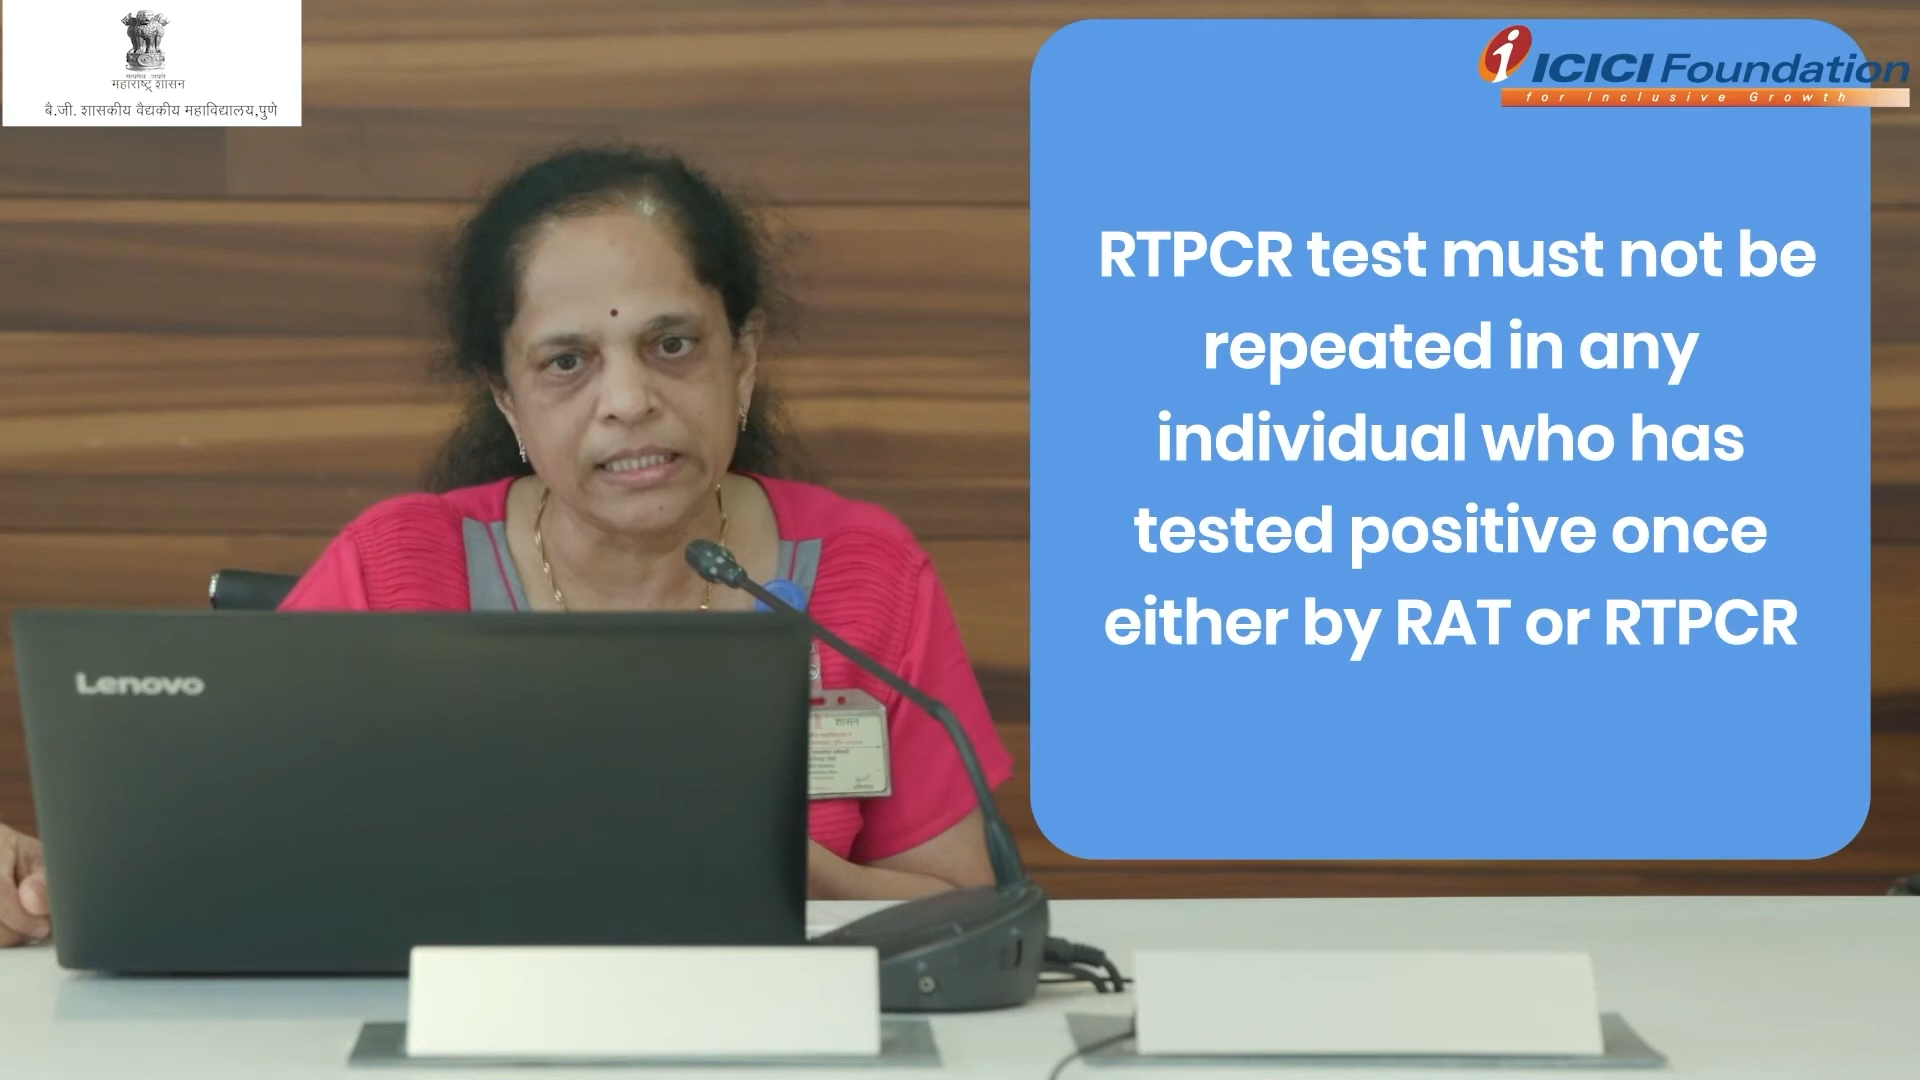 सत्यमेव जयते
महाराष्ट्र शासन
बै.जी. शासकीय वैद्यकीय महाविद्यालय,पुणे
i ICICI Foundation
for Inclusive Growth
RTPCR test must not be
repeated in any
individual who has
tested positive once
either by RAT or RTPCR
Lenovo
शासन